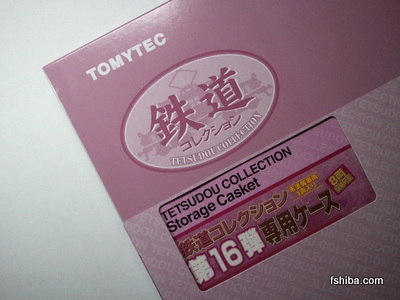 TOMYTEC
鉄道
コレクション
TETSUDOU COLLECTION
TETSUDOU COLLECTION
Storage Casket
鉄道コレクション
第16弾専用ケース
fshiba.com